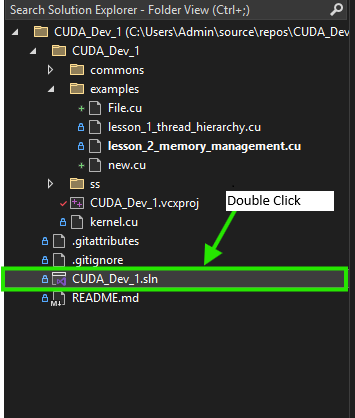 Search Solution Explorer - Folder View (Ctrl+;)
CUDA_Dev_1 (C:\Users\Admin\source\repos\CUDA_Dev
CUDA_Dev_1
commons
examples
File.cu
lesson_1_thread_hierarchy.cu
lesson_2_memory_management.cu
new.cu
ss
CUDA_Dev_1.vcxproj
Double Click
kernel.cu
.gitattributes
.gitignore
CUDA_Dev_1.sln
README.md